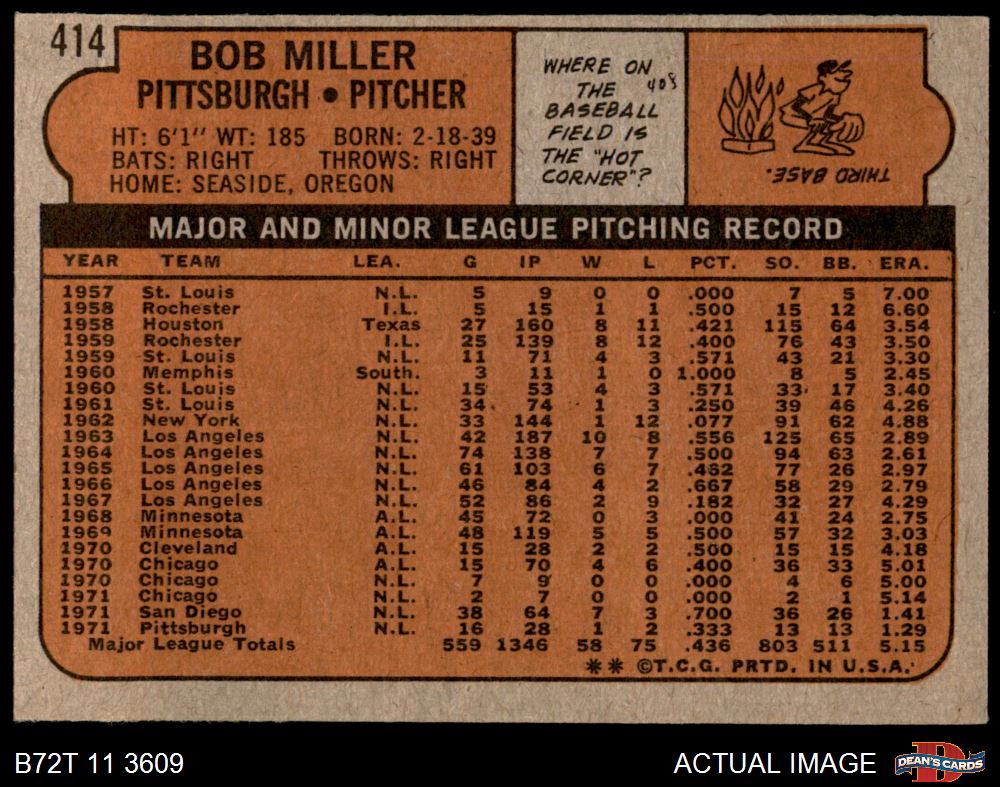 414
BOB MILLER
PITTSBURGH • PITCHER
HT: 6'1" WT: 185 BORN: 2-18-39
BATS: RIGHT THROWS: RIGHT
HOME: SEASIDE, OREGON
WHERE ON
THE 408
BASEBALL
FIELD IS
THE "HOT
CORNER"?
THIRD BASE.
MAJOR AND MINOR LEAGUE PITCHING RECORD
YEAR TEAM LEA. G IP W L PCT. SO. BB. ERA.
1957 St. Louis N.L. 5 9 0 0 .000 7 5 7.00
1958 Rochester I.L. 5 15 1 1 .500 15 12 6.60
1958 Houston Texas 27 160 8 11 .421 115 64 3.54
1959 Rochester I.L. 25 139 8 12 .400 76 43 3.50
1959 St. Louis N.L. 11 71 4 3 .571 43 21 3.30
1960 Memphis South. 3 11 1 0 1.000 8 5 2.45
1960 St. Louis N.L. 15 53 4 3 .571 33 17 3.40
1961 St. Louis N.L. 34 74 1 3 .250 39 46 4.26
1962 New York N.L. 33 144 1 12 .077 91 62 4.88
1963 Los Angeles N.L. 42 187 10 8 .556 125 65 2.89
1964 Los Angeles N.L. 74 138 7 7 .500 94 63 2.61
1965 Los Angeles N.L. 61 103 6 7 .462 77 26 2.97
1966 Los Angeles N.L. 46 84 4 2 .667 58 29 2.79
1967 Los Angeles N.L. 52 86 2 9 .182 32 27 4.29
1968 Minnesota A.L. 45 72 0 3 .000 41 24 2.75
1969 Minnesota A.L. 48 119 5 5 .500 57 32 3.03
1970 Cleveland A.L. 15 28 2 2 .500 15 15 4.18
1970 Chicago A.L. 15 70 4 6 .400 36 33 5.01
1970 Chicago N.L. 7 9 0 0 .000 4 6 5.00
1971 Chicago N.L. 2 7 0 0 .000 2 1 5.14
1971 San Diego N.L. 38 64 7 3 .700 36 26 1.41
1971 Pittsburgh N.L. 16 28 1 2 .333 13 13 1.29
Major League Totals 559 1346 58 75 .436 803 511 5.15
** ©T.C.G. PRTD. IN U.S.A.
B72T 11 3609 ACTUAL IMAGE
DEAN'S CARDS